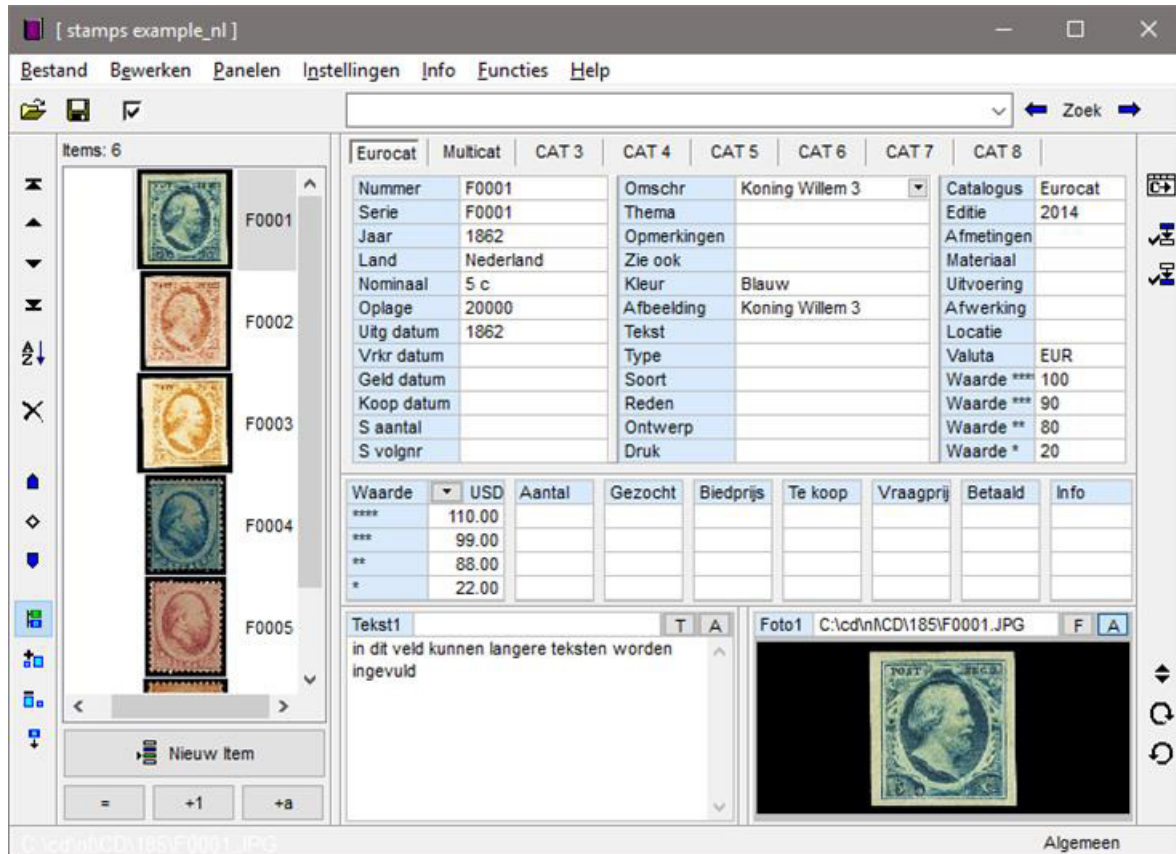 [ stamps example_nl ]
Bestand Bewerken Panelen Instellingen Info Functies Help
Zoek
Items: 6
F0001
F0002
F0003
F0004
F0005
Nieuw Item
= +1 +a
Eurocat Multicat CAT 3 CAT 4 CAT 5 CAT 6 CAT 7 CAT 8
Nummer F0001
Serie F0001
Jaar 1862
Land Nederland
Nominaal 5 c
Oplage 20000
Uitg datum 1862
Vrkr datum
Geld datum
Koop datum
S aantal
S volgnr
Omschr Koning Willem 3
Thema
Opmerkingen
Zie ook
Kleur Blauw
Afbeelding Koning Willem 3
Tekst
Type
Soort
Reden
Ontwerp
Druk
Catalogus Eurocat
Editie 2014
Afmetingen
Materiaal
Uitvoering
Afwerking
Locatie
Valuta EUR
Waarde **** 100
Waarde *** 90
Waarde ** 80
Waarde * 20
Waarde USD Aantal Gezocht Biedprijs Te koop Vraagprij Betaald Info
**** 110.00
*** 99.00
** 88.00
* 22.00
Tekst1 T A
in dit veld kunnen langere teksten worden
ingevuld
Foto1 C:\cd\nl\CD\185\F0001.JPG F A
POST
C:\cd\nl\CD\185\F0001.JPG
Algemeen